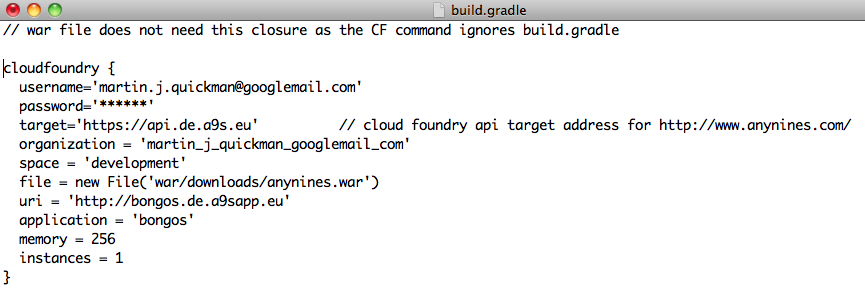 build.gradle
// war file does not need this closure as the CF command ignores build.gradle
cloudfoundry {
  username='martin.j.quickman@googlemail.com'
  password='******'
  target='https://api.de.a9s.eu'          // cloud foundry api target address for http://www.anynines.com/
  organization = 'martin_j_quickman_googlemail_com'
  space = 'development'
  file = new File('war/downloads/anynines.war')
  uri = 'http://bongos.de.a9sapp.eu'
  application = 'bongos'
  memory = 256
  instances = 1
}